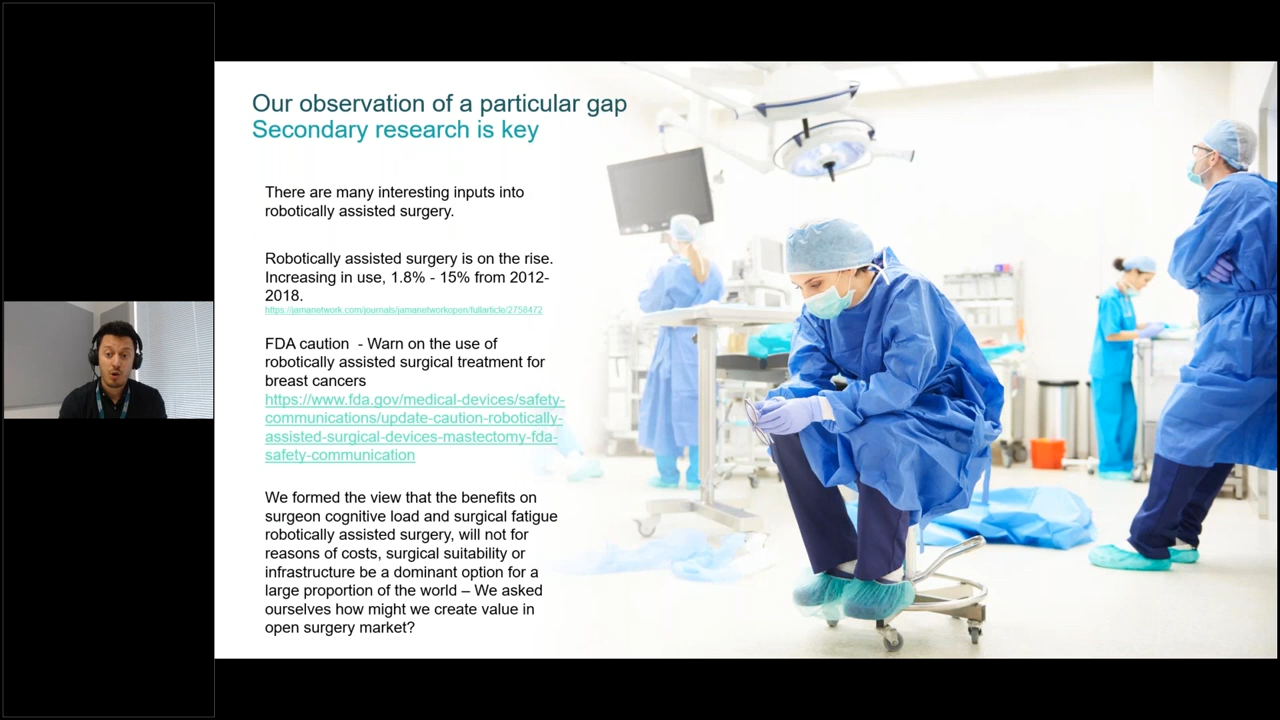 Our observation of a particular gap
Secondary research is key
There are many interesting inputs into
robotically assisted surgery.
Robotically assisted surgery is on the rise.
Increasing in use, 1.8% - 15% from 2012-
2018.
https://jamanetwork.com/journals/jamanetworkopen/fullarticle/2758472
FDA caution  - Warn on the use of
robotically assisted surgical treatment for
breast cancers
https://www.fda.gov/medical-devices/safety-
communications/update-caution-robotically-
assisted-surgical-devices-mastectomy-fda-
safety-communication
We formed the view that the benefits on
surgeon cognitive load and surgical fatigue
robotically assisted surgery, will not for
reasons of costs, surgical suitability or
infrastructure be a dominant option for a
large proportion of the world – We asked
ourselves how might we create value in
open surgery market?